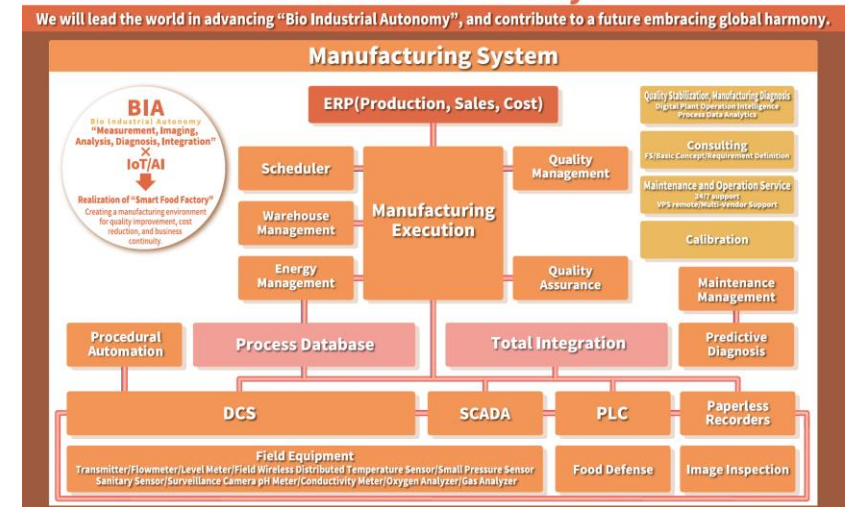 We will lead the world in advancing “Bio Industrial Autonomy”, and contribute to a future embracing global harmony.
Manufacturing System
BIA
Bio Industrial Autonomy
“Measurement, Imaging,
Analysis, Diagnosis, Integration”
×
IoT/AI
Realization of “Smart Food Factory”
Creating a manufacturing environment
for quality improvement, cost
reduction, and business
continuity.
ERP(Production, Sales, Cost)
Scheduler
Warehouse
Management
Energy
Management
Manufacturing
Execution
Quality
Management
Quality
Assurance
Quality Stabilization, Manufacturing Diagnosis
Digital Plant Operation Intelligence
Process Data Analytics
Consulting
FS/Basic Concept/Requirement Definition
Maintenance and Operation Service
24/7 support
VPS remote/Multi-Vendor Support
Calibration
Maintenance
Management
Predictive
Diagnosis
Procedural
Automation
Process Database
Total Integration
DCS
SCADA
PLC
Paperless
Recorders
Field Equipment
Transmitter/Flowmeter/Level Meter/Field Wireless Distributed Temperature Sensor/Small Pressure Sensor
Sanitary Sensor/Surveillance Camera pH Meter/Conductivity Meter/Oxygen Analyzer/Gas Analyzer
Food Defense
Image Inspection